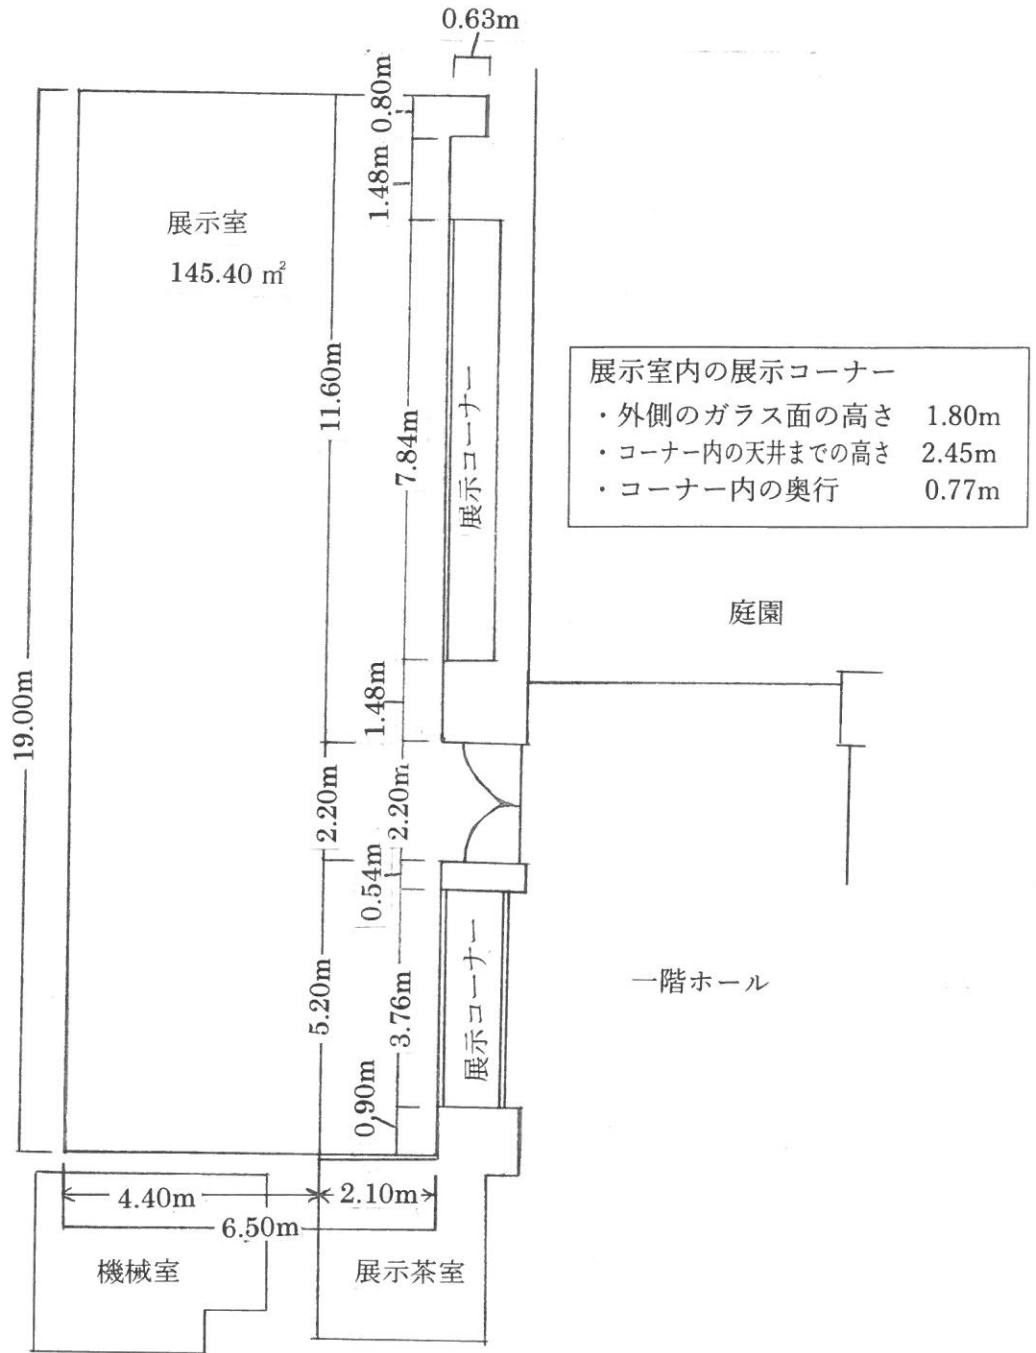 0.63m
0.80m
1.48m
展示室
145.40 ㎡
11.60m
7.84m
展示コーナー
展示室内の展示コーナー
・外側のガラス面の高さ 1.80m
・コーナー内の天井までの高さ 2.45m
・コーナー内の奥行 0.77m
庭園
19.00m
1.48m
2.20m
2.20m
0.54m
5.20m
3.76m
展示コーナー
一階ホール
0.90m
4.40m
2.10m
6.50m
機械室
展示茶室